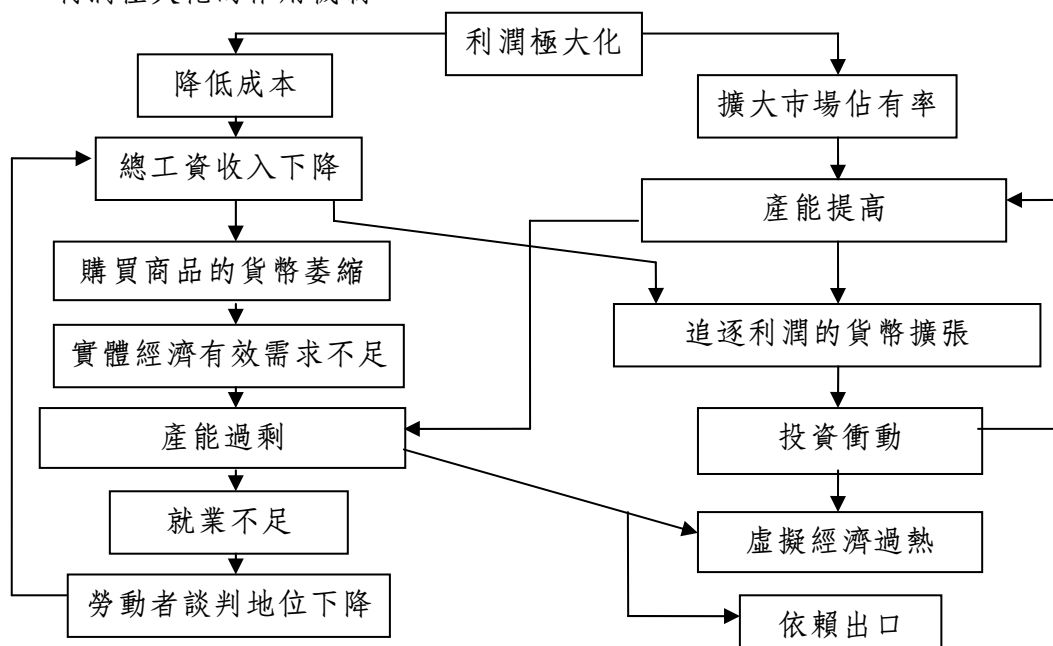 利潤極大化
降低成本
擴大市場佔有率
總工資收入下降
產能提高
購買商品的貨幣萎縮
追逐利潤的貨幣擴張
實體經濟有效需求不足
產能過剩
投資衝動
就業不足
虛擬經濟過熱
勞動者談判地位下降
依賴出口